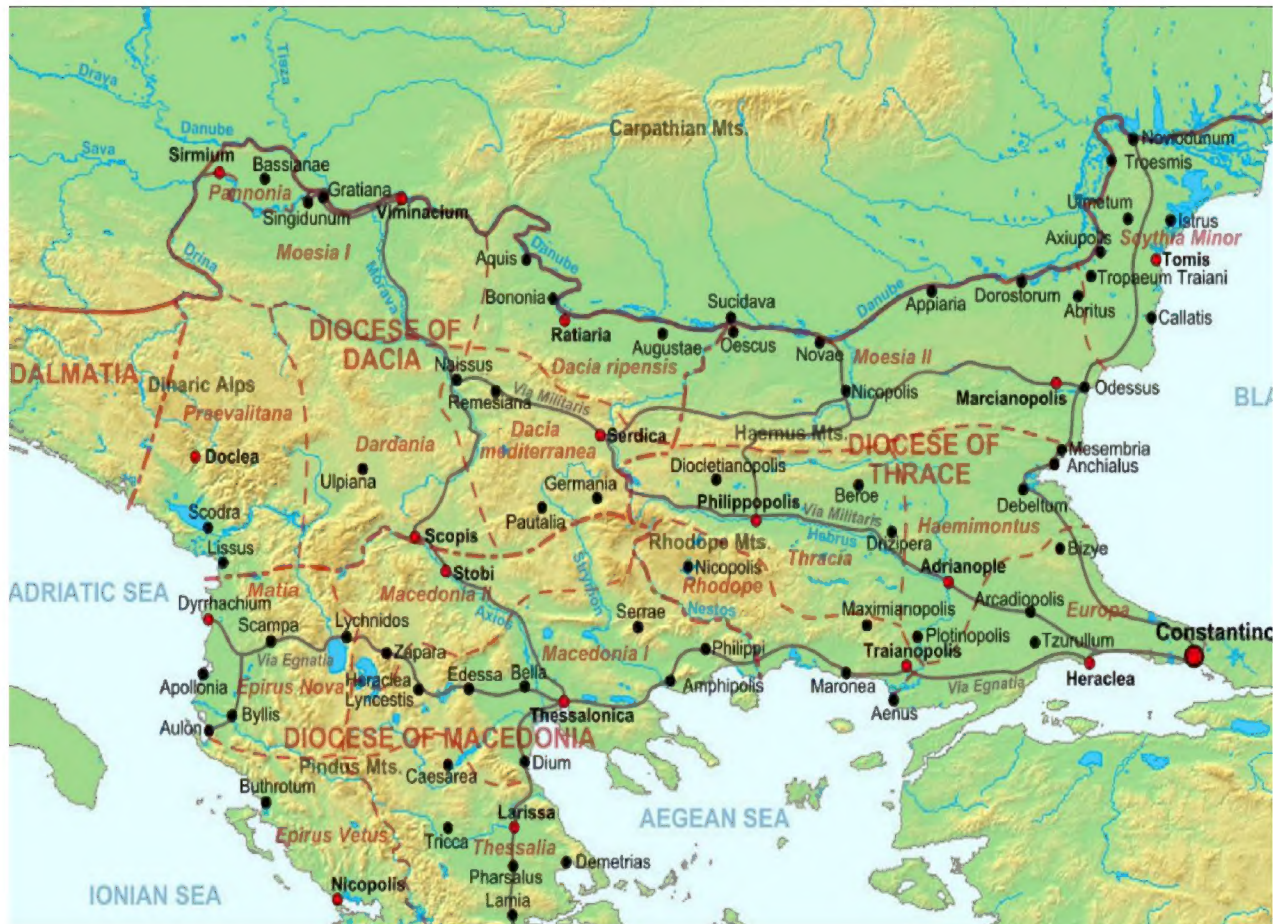 Drava
Tisza
Danube
Sava
Sirmium
Bassianae
Pannonia
Gratiana
Singidunum
Viminacium
Moesia I
Drina
Morava
Carpathian Mts.
Noviodunum
Troesmis
Ulmetum
Istrus
Axiupolis
Scythia Minor
Tomis
Tropaeum Traiani
Abritus
Callatis
Aquis
Danube
Bononia
Ratiaria
Sucidava
Danube
Appiaria
Dorostorum
Augustae
Oescus
Novae
Moesia II
DIOCESE OF
DACIA
Dacia ripensis
Naissus
Remesiana
Via Militaris
Nicopolis
Marcianopolis
Odessus
DALMATIA
Dinaric Alps
Praevalitana
BLA
Dardania
Dacia
mediterranea
Serdica
Haemus Mts.
DIOCESE OF
THRACE
Mesembria
Anchialus
Doclea
Ulpiana
Germania
Diocletianopolis
Beroe
Debeltum
Pautalia
Philippopolis
Via Militaris
Haemimontus
Scodra
Scopis
Rhodope Mts.
Hebrus
Drizipera
Bizye
Lissus
Stobi
Strymon
Nicopolis
Thracia
Adrianople
ADRIATIC SEA
Matia
Macedonia II
Rhodope
Dyrrhachium
Axios
Serrae
Nestos
Maximianopolis
Arcadiopolis
Europa
Scampa
Lychnidos
Plotinopolis
Tzurullum
Constantino
Via Egnatia
Zapara
Macedonia I
Philippi
Traianopolis
Apollonia
Epirus Nova
Heraclea
Lyncestis
Edessa
Bella
Amphipolis
Maronea
Via Egnatia
Heraclea
Byllis
Thessalonica
Aenus
Aulon
DIOCESE OF MACEDONIA
Pindus Mts.
Caesarea
Dium
Buthrotum
Larissa
AEGEAN SEA
Epirus Vetus
Tricca
Thessalia
Demetrias
Pharsalus
IONIAN SEA
Nicopolis
Lamia